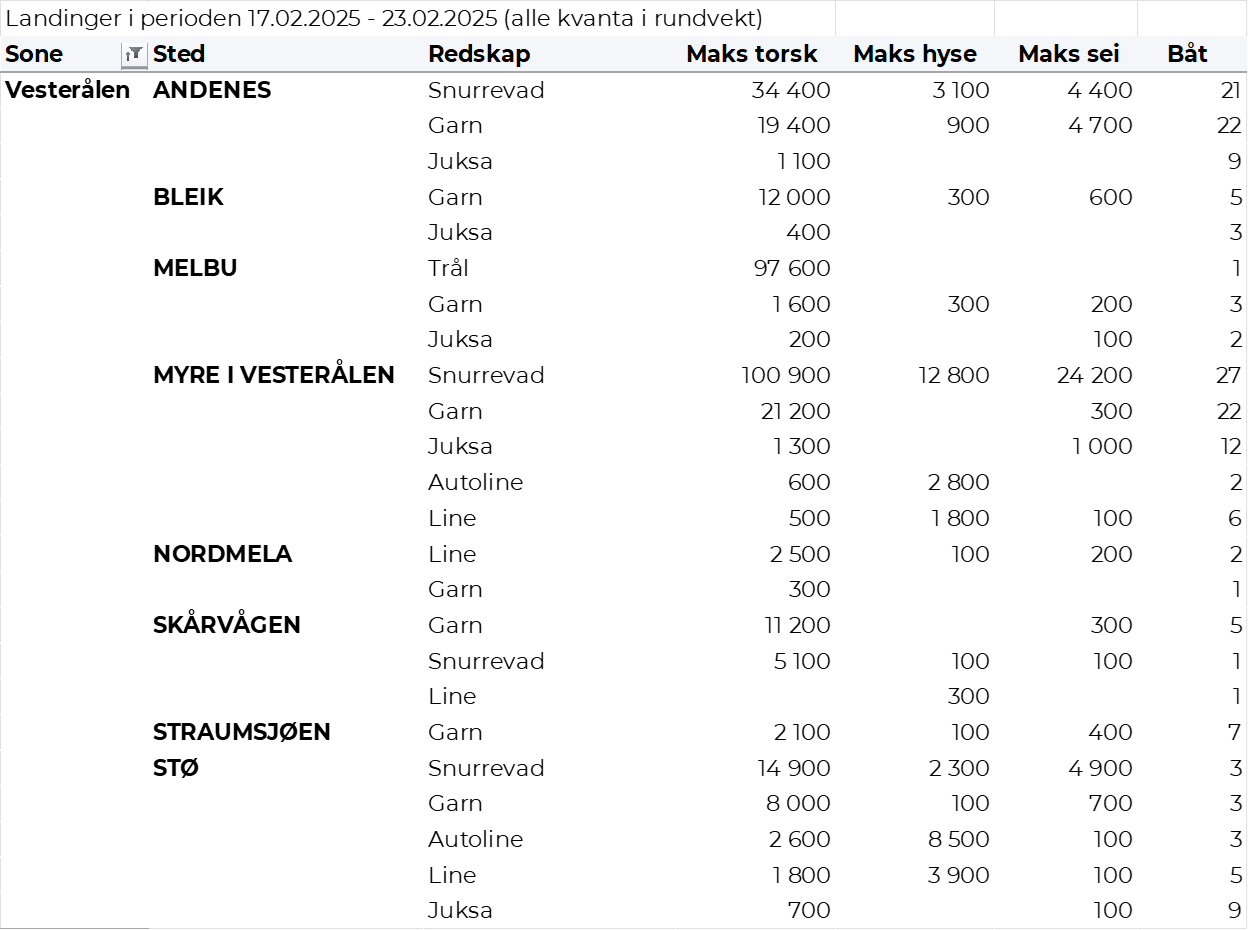 Landinger i perioden 17.02.2025 - 23.02.2025 (alle kvanta i rundvekt)
Sone Sted Redskap Maks torsk Maks hyse Maks sei Båt
Vesterålen ANDENES Snurrevad 34 400 3 100 4 400 21
Garn 19 400 900 4 700 22
Juksa 1 100 9
BLEIK Garn 12 000 300 600 5
Juksa 400 3
MELBU Trål 97 600 1
Garn 1 600 300 200 3
Juksa 200 100 2
MYRE I VESTERÅLEN Snurrevad 100 900 12 800 24 200 27
Garn 21 200 300 22
Juksa 1 300 1 000 12
Autoline 600 2 800 2
Line 500 1 800 100 6
NORDMELA Line 2 500 100 200 2
Garn 300 1
SKÅRVÅGEN Garn 11 200 300 5
Snurrevad 5 100 100 100 1
Line 300 1
STRAUMSJØEN Garn 2 100 100 400 7
STØ Snurrevad 14 900 2 300 4 900 3
Garn 8 000 100 700 3
Autoline 2 600 8 500 100 3
Line 1 800 3 900 100 5
Juksa 700 100 9